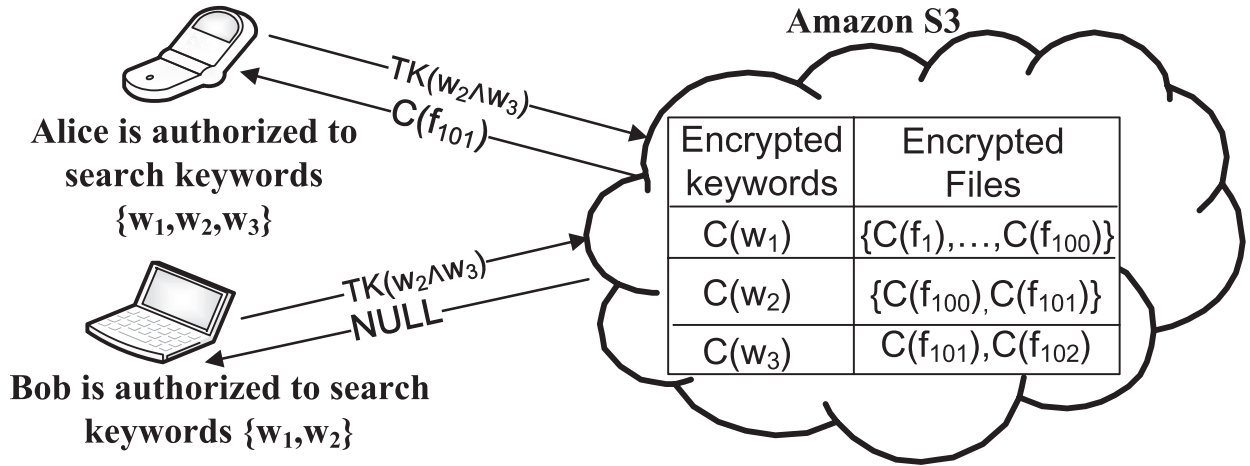 Amazon S3
TK(w₂∧w₃)
C(f₁₀₁)
Alice is authorized to
search keywords
{w₁,w₂,w₃}
TK(w₂∧w₃)
NULL
Bob is authorized to search
keywords {w₁,w₂}
Encrypted keywords | Encrypted Files
C(w₁) | {C(f₁),...,C(f₁₀₀)}
C(w₂) | {C(f₁₀₀),C(f₁₀₁)}
C(w₃) | C(f₁₀₁),C(f₁₀₂)